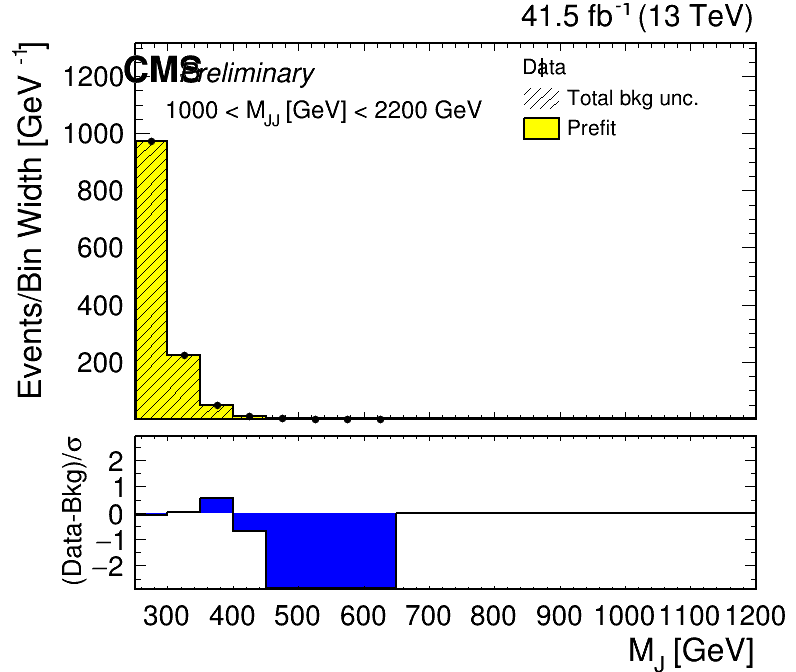 41.5 fb⁻¹ (13 TeV)
CMS Preliminary
1000 < M_JJ [GeV] < 2200 GeV
Data
Total bkg unc.
Prefit
Events/Bin Width [GeV⁻¹]
1200
1000
800
600
400
200
(Data-Bkg)/σ
2
1
0
−1
−2
300 400 500 600 700 800 900 1000 1100 1200
M_J [GeV]